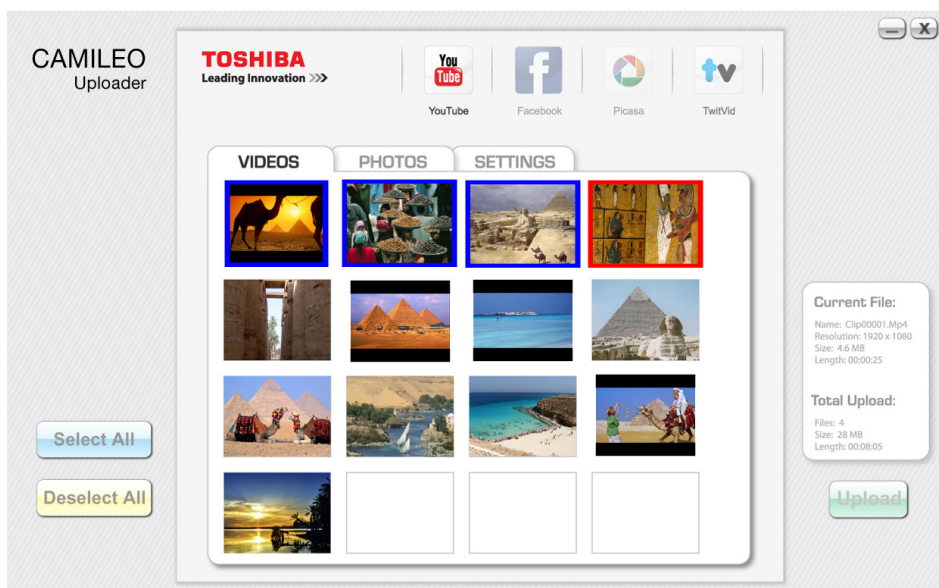 CAMILEO
Uploader
TOSHIBA
Leading Innovation >>>
You
Tube
f
tv
YouTube
Facebook
Picasa
TwitVid
X
VIDEOS
PHOTOS
SETTINGS
Current File:
Name: Clip00001.Mp4
Resolution: 1920 x 1080
Size: 4.6 MB
Length: 00:00:25
Total Upload:
Files: 4
Size: 28 MB
Length: 00:08:05
Select All
Deselect All
Upload